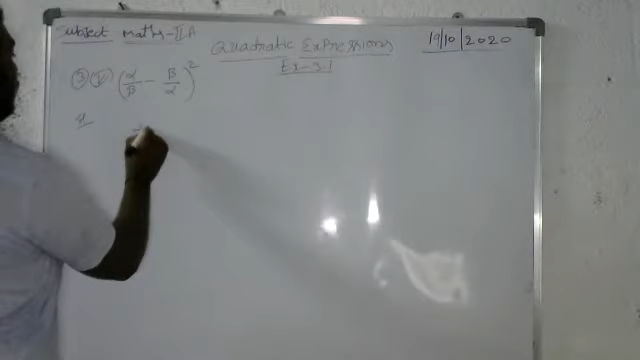 Subject Maths-IIA
Quadratic Expressions
19/10/2020
Ex-3.1
(α/β - β/α)²